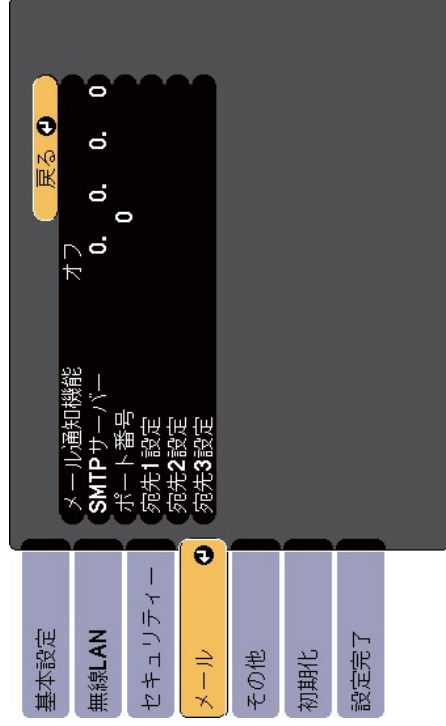 基本設定
無線LAN
セキュリティー
メール
その他
初期化
設定完了
戻る
メール通知機能 オフ
SMTPサーバー 0. 0. 0. 0
ポート番号 0
宛先1設定
宛先2設定
宛先3設定